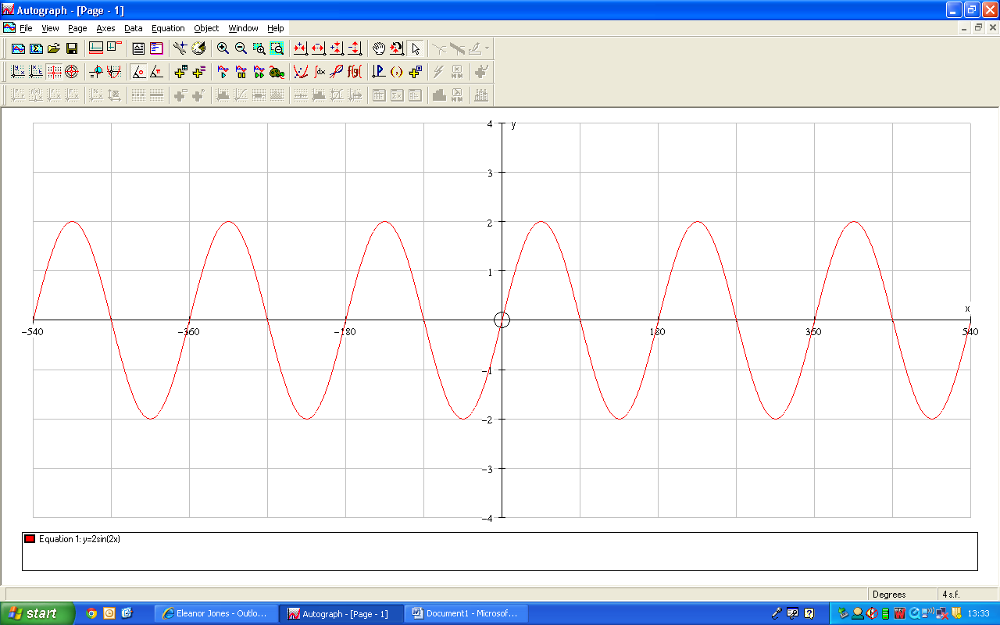 Autograph - [Page - 1]
File View Page Axes Data Equation Object Window Help
4 y
3
2
1
x
-540 -360 -180 180 360 540
-1
-2
-3
-4
Equation 1: y=2sin(2x)
Degrees 4 s.f.
start Eleanor Jones - Outlo... Autograph - [Page - 1] Document1 - Microsof... 13:33